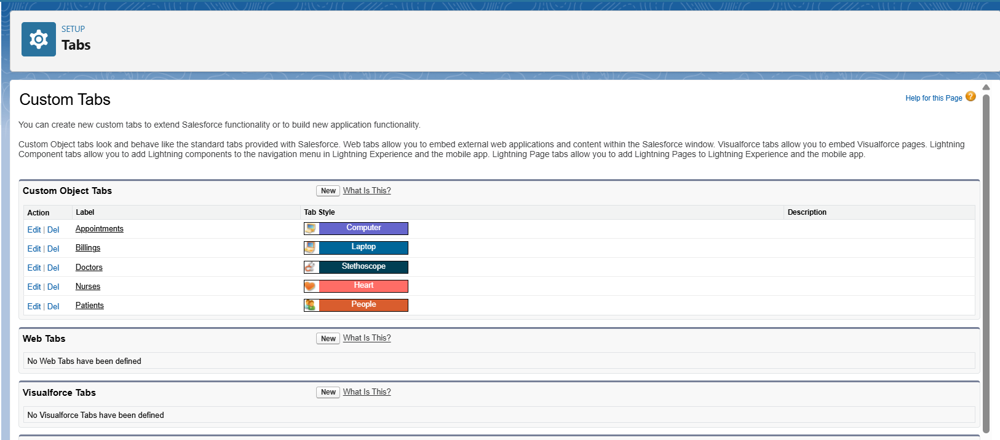 SETUP
Tabs
Custom Tabs
Help for this Page ?
You can create new custom tabs to extend Salesforce functionality or to build new application functionality.
Custom Object tabs look and behave like the standard tabs provided with Salesforce. Web tabs allow you to embed external web applications and content within the Salesforce window. Visualforce tabs allow you to embed Visualforce pages. Lightning
Component tabs allow you to add Lightning components to the navigation menu in Lightning Experience and the mobile app. Lightning Page tabs allow you to add Lightning Pages to Lightning Experience and the mobile app.
Custom Object Tabs New What Is This?
Action Label Tab Style Description
Edit | Del Appointments Computer
Edit | Del Billings Laptop
Edit | Del Doctors Stethoscope
Edit | Del Nurses Heart
Edit | Del Patients People
Web Tabs New What Is This?
No Web Tabs have been defined
Visualforce Tabs New What Is This?
No Visualforce Tabs have been defined